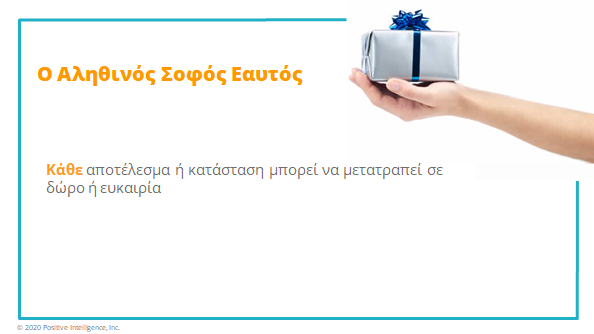 Ο Αληθινός Σοφός Εαυτός
Κάθε αποτέλεσμα ή κατάσταση μπορεί να μετατραπεί σε
δώρο ή ευκαιρία
© 2020 Positive Intelligence, Inc.